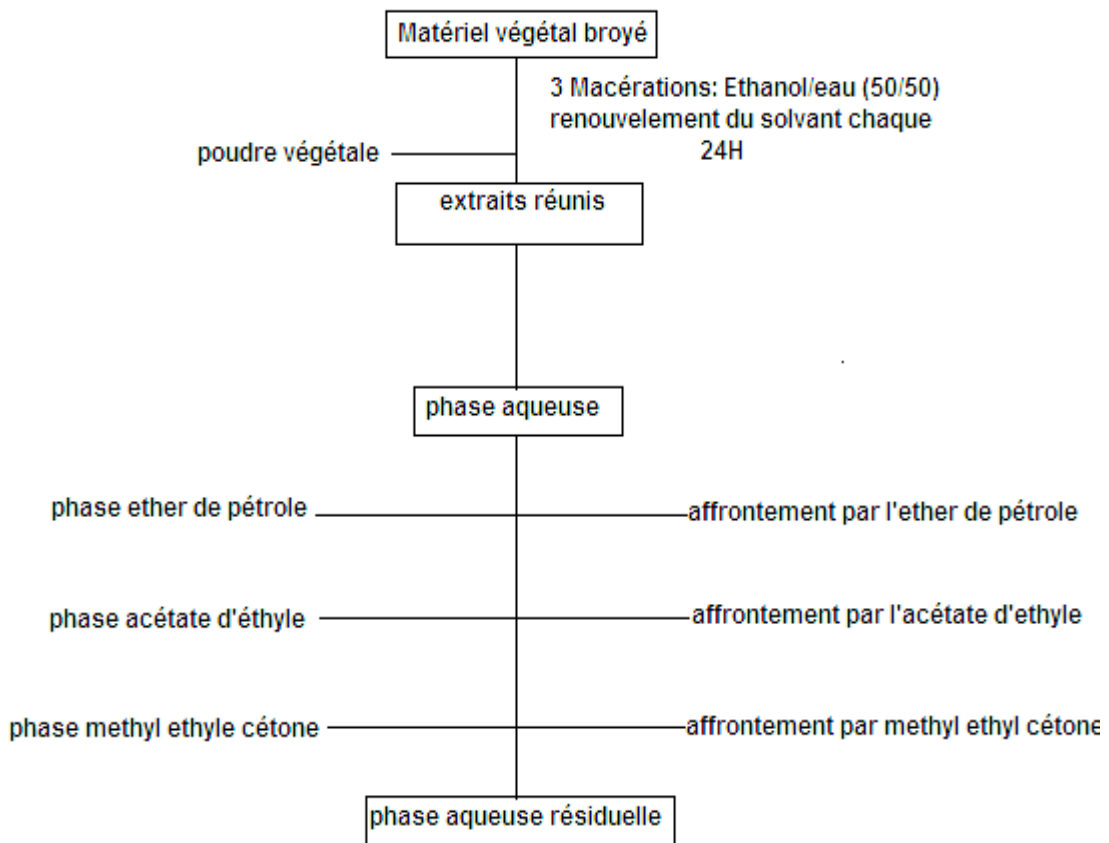 Matériel végétal broyé
3 Macérations: Ethanol/eau (50/50)
renouvelement du solvant chaque
24H
poudre végétale
extraits réunis
phase aqueuse
phase ether de pétrole
affrontement par l'ether de pétrole
phase acétate d'éthyle
affrontement par l'acétate d'ethyle
phase methyl ethyle cétone
affrontement par methyl ethyl cétone
phase aqueuse résiduelle